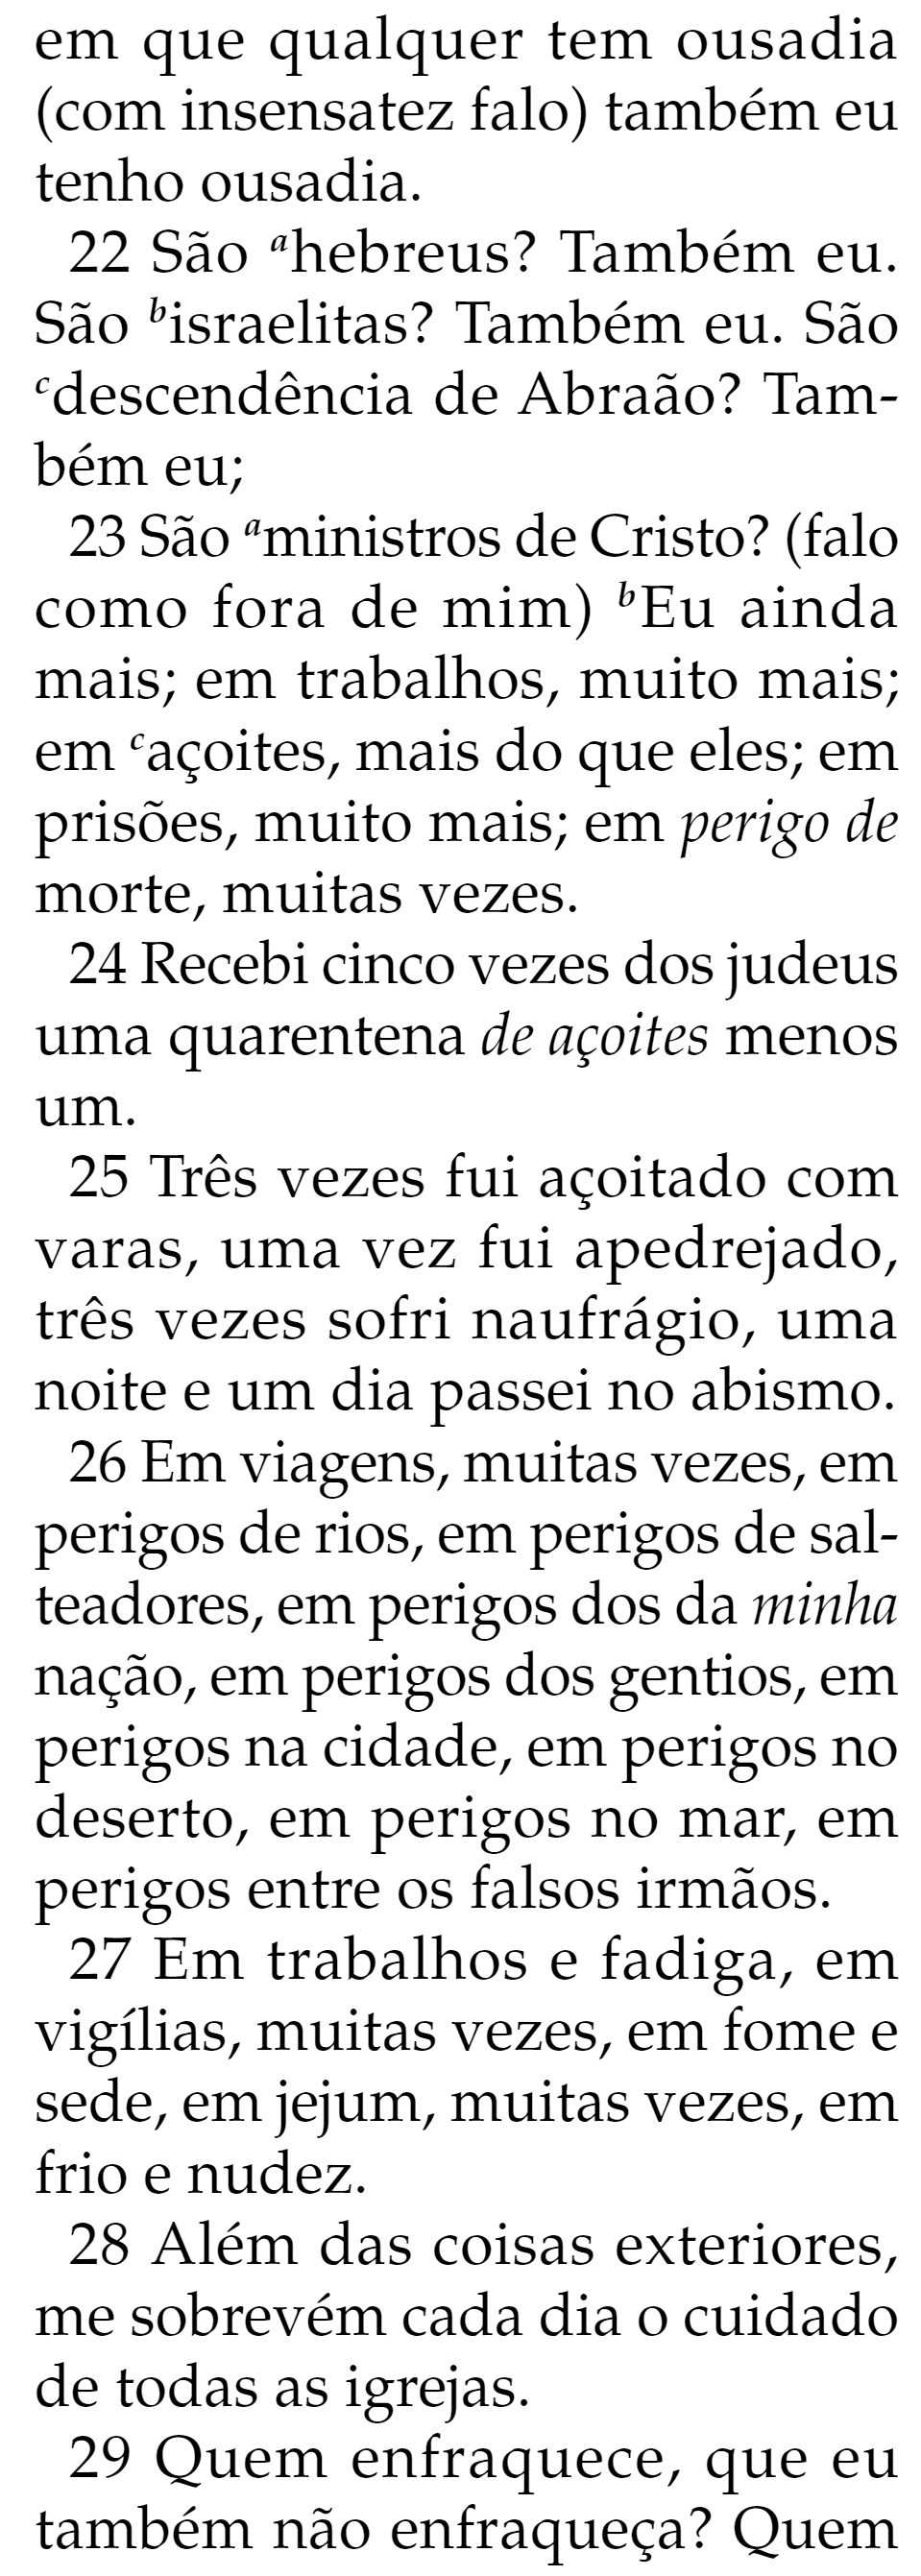 em que qualquer tem ousadia
(com insensatez falo) também eu
tenho ousadia.
22 São ᵃhebreus? Também eu.
São ᵇisraelitas? Também eu. São
ᶜdescendência de Abraão? Tam-
bém eu;
23 São ᵃministros de Cristo? (falo
como fora de mim) ᵇEu ainda
mais; em trabalhos, muito mais;
em ᶜaçoites, mais do que eles; em
prisões, muito mais; em perigo de
morte, muitas vezes.
24 Recebi cinco vezes dos judeus
uma quarentena de açoites menos
um.
25 Três vezes fui açoitado com
varas, uma vez fui apedrejado,
três vezes sofri naufrágio, uma
noite e um dia passei no abismo.
26 Em viagens, muitas vezes, em
perigos de rios, em perigos de sal-
teadores, em perigos dos da minha
nação, em perigos dos gentios, em
perigos na cidade, em perigos no
deserto, em perigos no mar, em
perigos entre os falsos irmãos.
27 Em trabalhos e fadiga, em
vigílias, muitas vezes, em fome e
sede, em jejum, muitas vezes, em
frio e nudez.
28 Além das coisas exteriores,
me sobrevém cada dia o cuidado
de todas as igrejas.
29 Quem enfraquece, que eu
também não enfraqueça? Quem